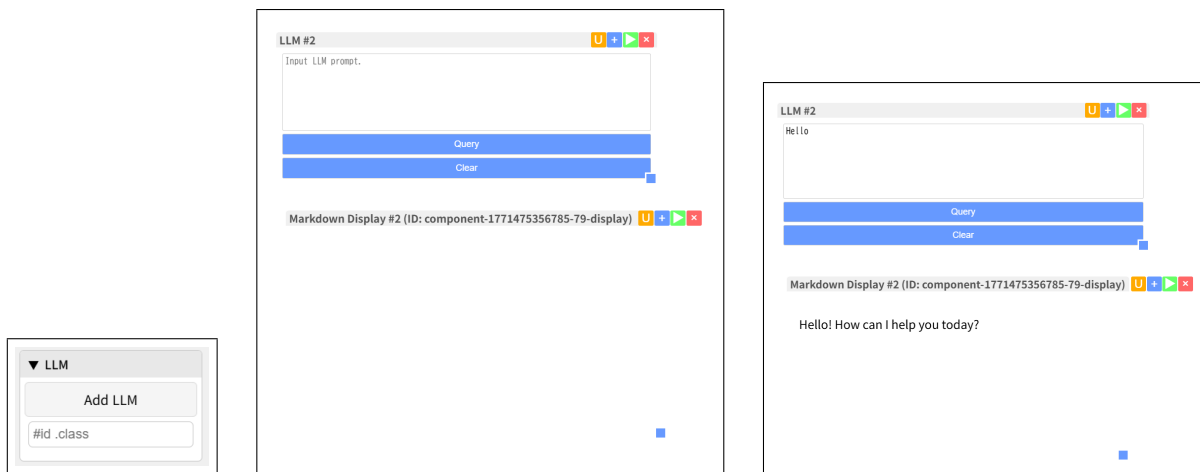 ▼ LLM
Add LLM
#id .class
LLM #2
U + ▶ ×
Input LLM prompt.
Query
Clear
Markdown Display #2 (ID: component-1771475356785-79-display)
U + ▶ ×
LLM #2
U + ▶ ×
Hello
Query
Clear
Markdown Display #2 (ID: component-1771475356785-79-display)
U + ▶ ×
Hello! How can I help you today?